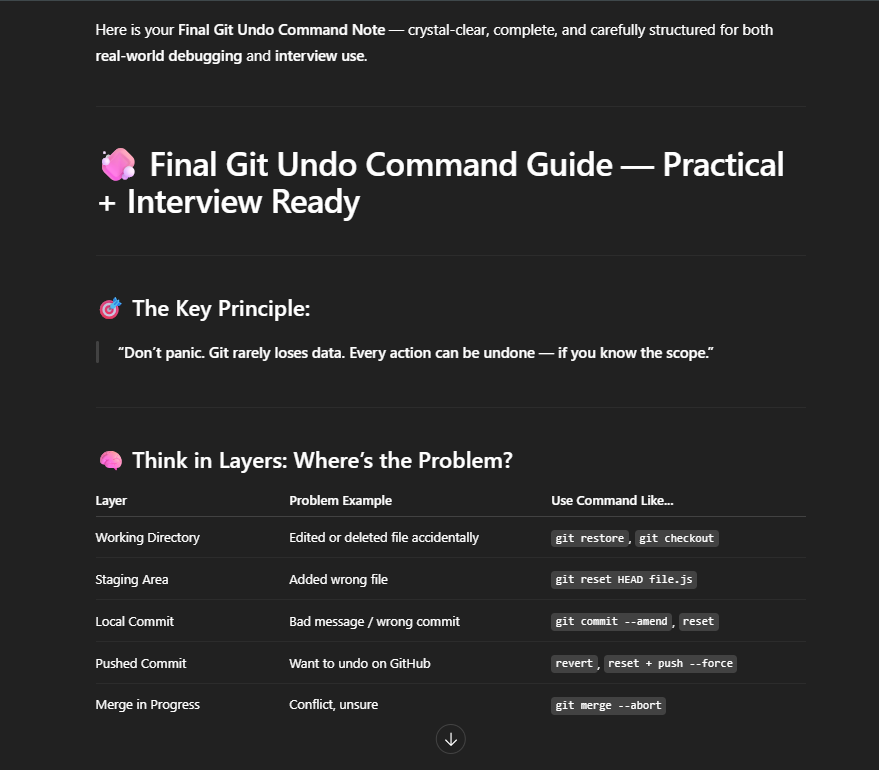 Here is your Final Git Undo Command Note — crystal-clear, complete, and carefully structured for both
real-world debugging and interview use.
🧼 Final Git Undo Command Guide — Practical
+ Interview Ready
🎯 The Key Principle:
“Don’t panic. Git rarely loses data. Every action can be undone — if you know the scope.”
🧠 Think in Layers: Where’s the Problem?
Layer Problem Example Use Command Like...
Working Directory Edited or deleted file accidentally git restore, git checkout
Staging Area Added wrong file git reset HEAD file.js
Local Commit Bad message / wrong commit git commit --amend, reset
Pushed Commit Want to undo on GitHub revert, reset + push --force
Merge in Progress Conflict, unsure git merge --abort